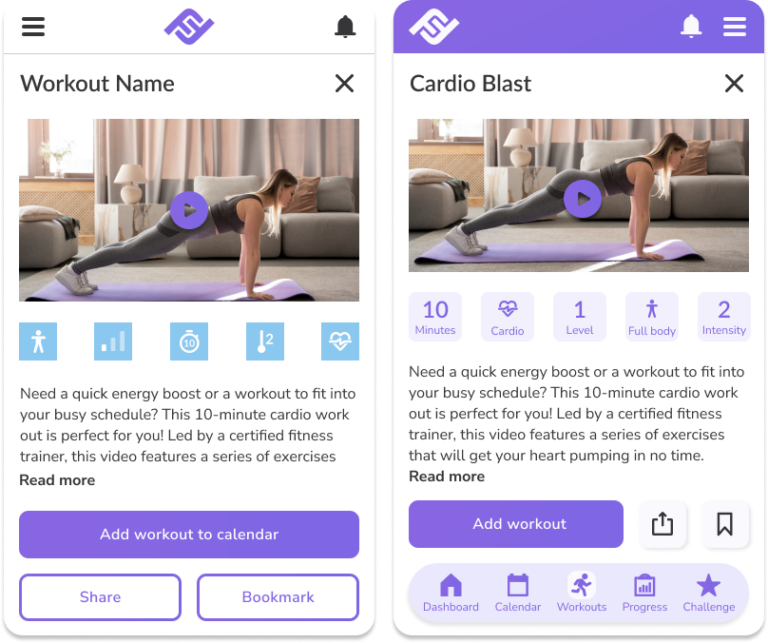 Workout Name
10
2
Need a quick energy boost or a workout to fit into
your busy schedule? This 10-minute cardio work
out is perfect for you! Led by a certified fitness
trainer, this video features a series of exercises
Read more
Add workout to calendar
Share
Bookmark
Cardio Blast
10
Minutes
Cardio
1
Level
Full body
2
Intensity
Need a quick energy boost or a workout to fit into
your busy schedule? This 10-minute cardio work
out is perfect for you! Led by a certified fitness
trainer, this video features a series of exercises
that will get your heart pumping in no time.
Read more
Add workout
Dashboard
Calendar
Workouts
Progress
Challenge